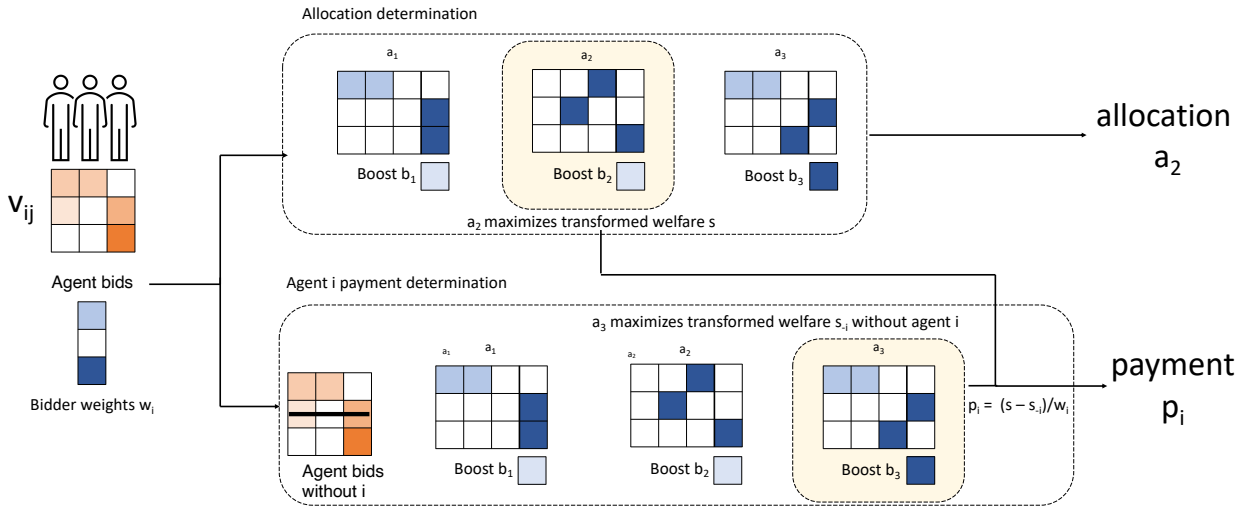 Allocation determination
a1
a2
a3
Boost b1
Boost b2
Boost b3
a2 maximizes transformed welfare s
allocation
a2
vij
Agent bids
Bidder weights wi
Agent i payment determination
a3 maximizes transformed welfare s-i without agent i
a1
a1
a2
a2
a3
Boost b1
Boost b2
Boost b3
Agent bids
without i
pi = (s – s-i)/wi
payment
pi